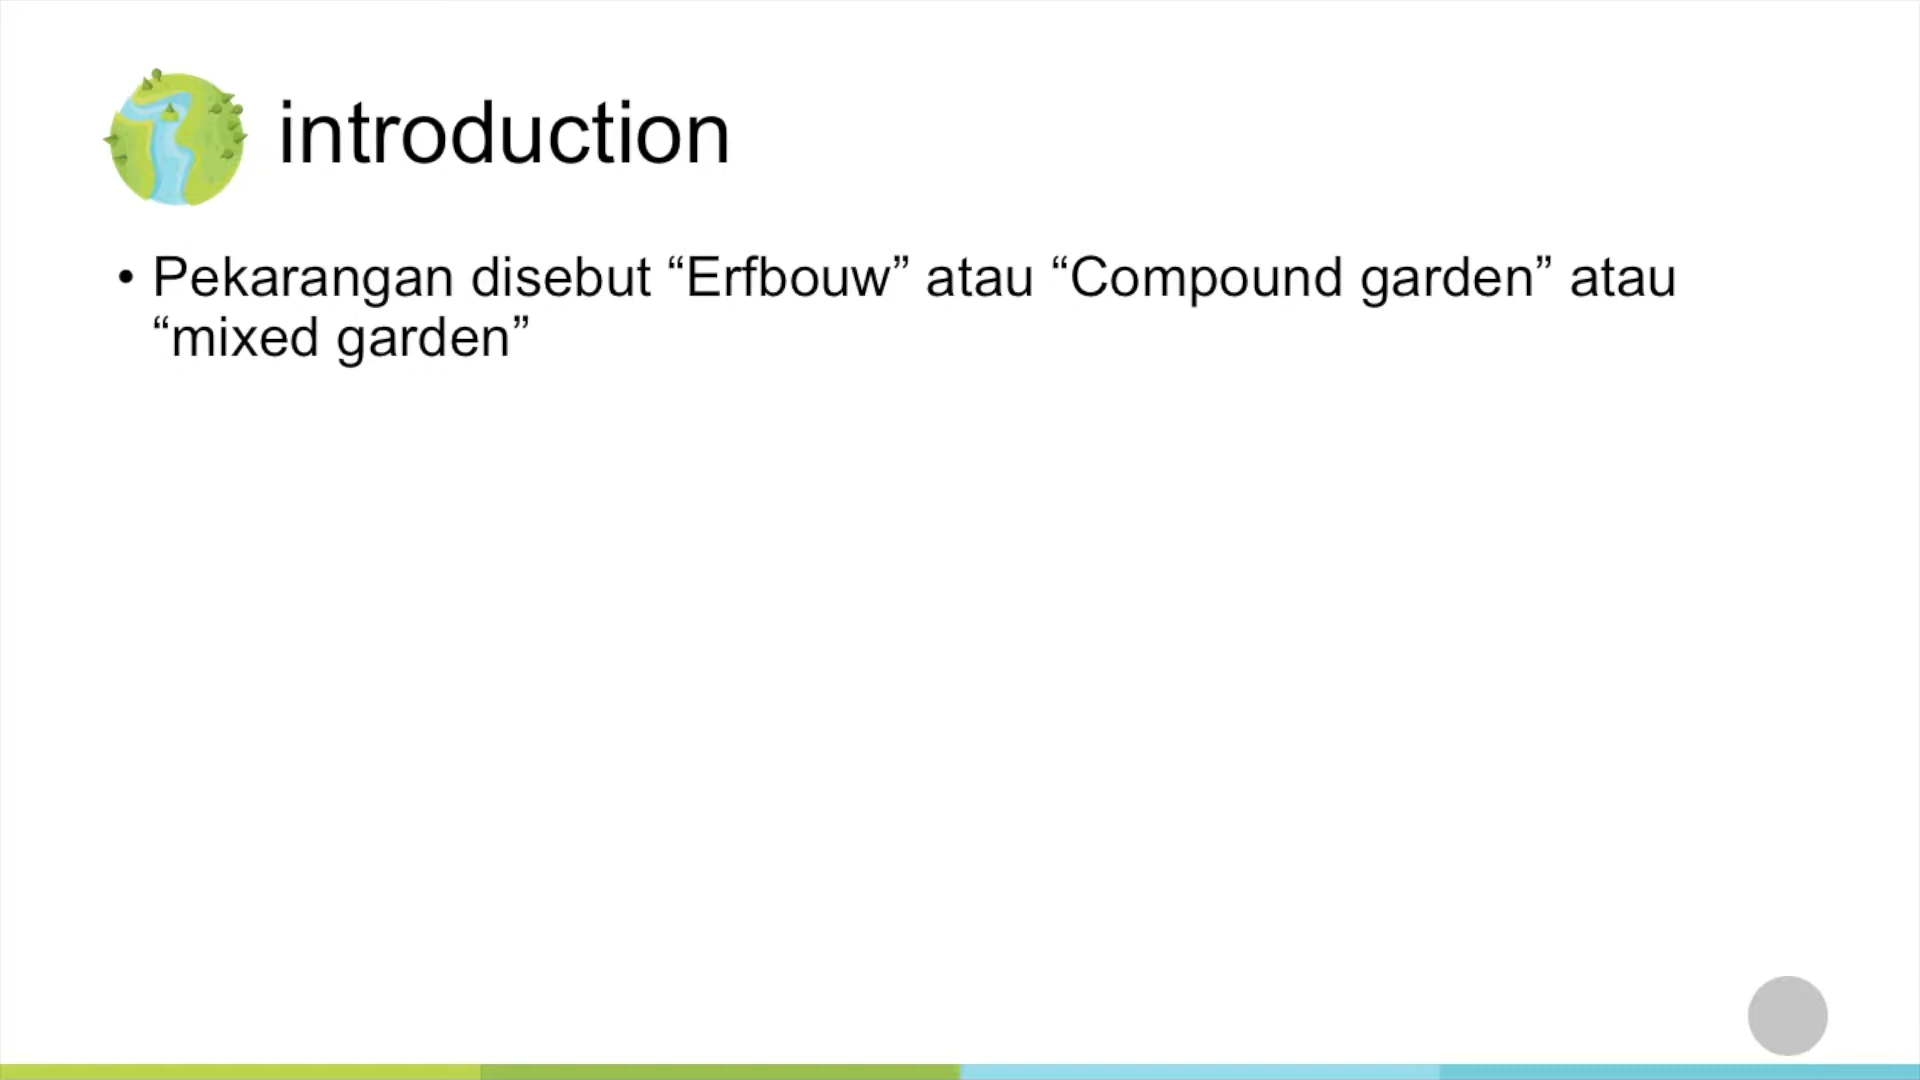 introduction
• Pekarangan disebut “Erfbouw” atau “Compound garden” atau
“mixed garden”